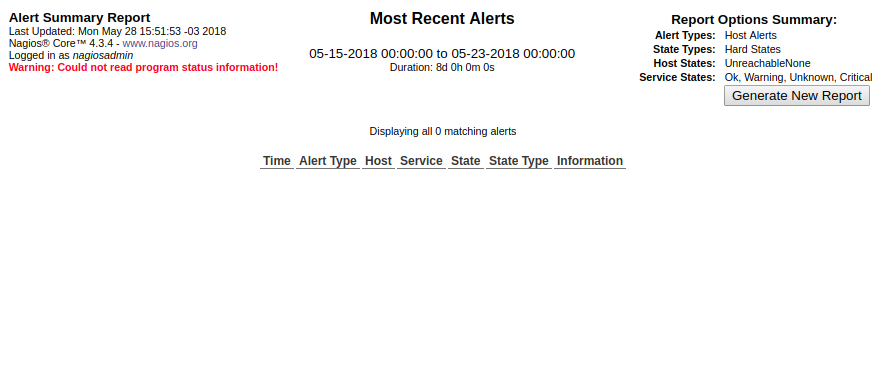 Alert Summary Report
Last Updated: Mon May 28 15:51:53 -03 2018
Nagios® Core™ 4.3.4 - www.nagios.org
Logged in as nagiosadmin
Warning: Could not read program status information!
Most Recent Alerts
05-15-2018 00:00:00 to 05-23-2018 00:00:00
Duration: 8d 0h 0m 0s
Report Options Summary:
Alert Types: Host Alerts
State Types: Hard States
Host States: UnreachableNone
Service States: Ok, Warning, Unknown, Critical
Generate New Report
Displaying all 0 matching alerts
Time Alert Type Host Service State State Type Information